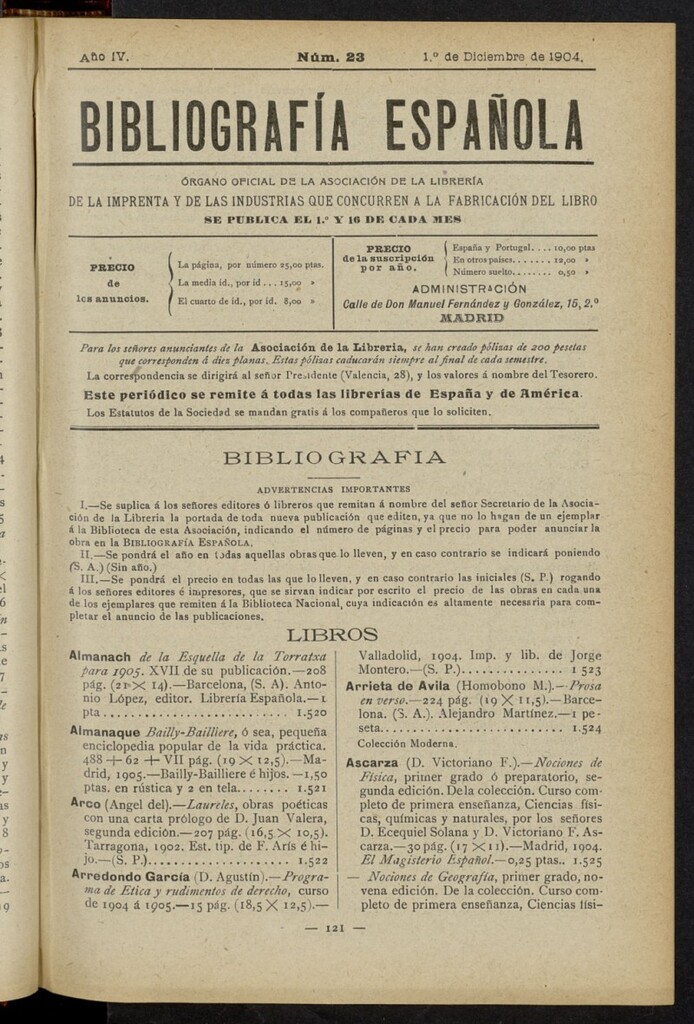 Año IV. Núm. 23 1.º de Diciembre de 1904.
BIBLIOGRAFÍA ESPAÑOLA
ÓRGANO OFICIAL DE LA ASOCIACIÓN DE LA LIBRERÍA
DE LA IMPRENTA Y DE LAS INDUSTRIAS QUE CONCURREN A LA FABRICACIÓN DEL LIBRO
SE PUBLICA EL 1.º Y 16 DE CADA MES
PRECIO
de
los anuncios.
La página, por número 25,00 ptas.
La media íd., por íd . . . 15,00 »
El cuarto de íd., por íd. 8,00 »
PRECIO
de la suscripción
por año.
España y Portugal. . . . 10,00 ptas
En otros países. . . . . . . 12,00 »
Número suelto. . . . . . . . 0,50 »
ADMINISTRACIÓN
Calle de Don Manuel Fernández y González, 15, 2.º
MADRID
Para los señores anunciantes de la Asociación de la Libreria, se han creado pólizas de 200 pesetas
que corresponden á diez planas. Estas pólizas caducarán siempre al final de cada semestre.
La correspondencia se dirigirá al señor Presidente (Valencia, 28), y los valores á nombre del Tesorero.
Este periódico se remite á todas las librerías de España y de América.
Los Estatutos de la Sociedad se mandan gratis á los compañeros que lo soliciten.
BIBLIOGRAFIA
ADVERTENCIAS IMPORTANTES
I.—Se suplica á los señores editores ó libreros que remitan á nombre del señor Secretario de la Asocia-
ción de la Libreria la portada de toda nueva publicación que editen, ya que no lo hagan de un ejemplar
á la Biblioteca de esta Asociación, indicando el número de páginas y el precio para poder anunciar la
obra en la BIBLIOGRAFÍA ESPAÑOLA.
II.—Se pondrá el año en todas aquellas obras que lo lleven, y en caso contrario se indicará poniendo
(S. A.) (Sin año.)
III.—Se pondrá el precio en todas las que lo lleven, y en caso contrario las iniciales (S. P.) rogando
á los señores editores é impresores, que se sirvan indicar por escrito el precio de las obras en cada una
de los ejemplares que remiten á la Biblioteca Nacional, cuya indicación es altamente necesaria para com-
pletar el anuncio de las publicaciones.
LIBROS
Almanach de la Esquella de la Torratxa
para 1905. XVII de su publicación.—208
pág. (21 × 14).—Barcelona, (S. A). Anto-
nio López, editor. Librería Española.—1
pta . . . . . . . . . . . . . . . . . . . . . . . . . . 1.520
Almanaque Bailly-Bailliere, ó sea, pequeña
enciclopedia popular de la vida práctica.
488 + 62 + VII pág. (19 × 12,5).—Ma-
drid, 1905.—Bailly-Bailliere é hijos.—1,50
ptas. en rústica y 2 en tela. . . . . . . . 1.521
Arco (Angel del).—Laureles, obras poéticas
con una carta prólogo de D. Juan Valera,
segunda edición.—207 pág. (16,5 × 10,5).
Tarragona, 1902. Est. tip. de F. Arís é hi-
jo.—(S. P.). . . . . . . . . . . . . . . . . . . 1.522
Arredondo García (D. Agustín).—Progra-
ma de Etica y rudimentos de derecho, curso
de 1904 á 1905.—15 pág. (18,5 × 12,5).—
Valladolid, 1904. Imp. y lib. de Jorge
Montero.—(S. P.). . . . . . . . . . . . . . . 1 523
Arrieta de Avila (Homobono M.).—Prosa
en verso.—224 pág. (19 × 11,5).—Barce-
lona. (S. A.). Alejandro Martínez.—1 pe-
seta. . . . . . . . . . . . . . . . . . . . . . . . . 1.524
Colección Moderna.
Ascarza (D. Victoriano F.).—Nociones de
Física, primer grado ó preparatorio, se-
gunda edición. De la colección. Curso com-
pleto de primera enseñanza, Ciencias físi-
cas, químicas y naturales, por los señores
D. Ecequiel Solana y D. Victoriano F. As-
carza.—30 pág. (17 × 11).—Madrid, 1904.
El Magisterio Español.—0,25 ptas.. 1.525
— Nociones de Geografía, primer grado, no-
vena edición. De la colección. Curso com-
pleto de primera enseñanza, Ciencias físi-
— 121 —